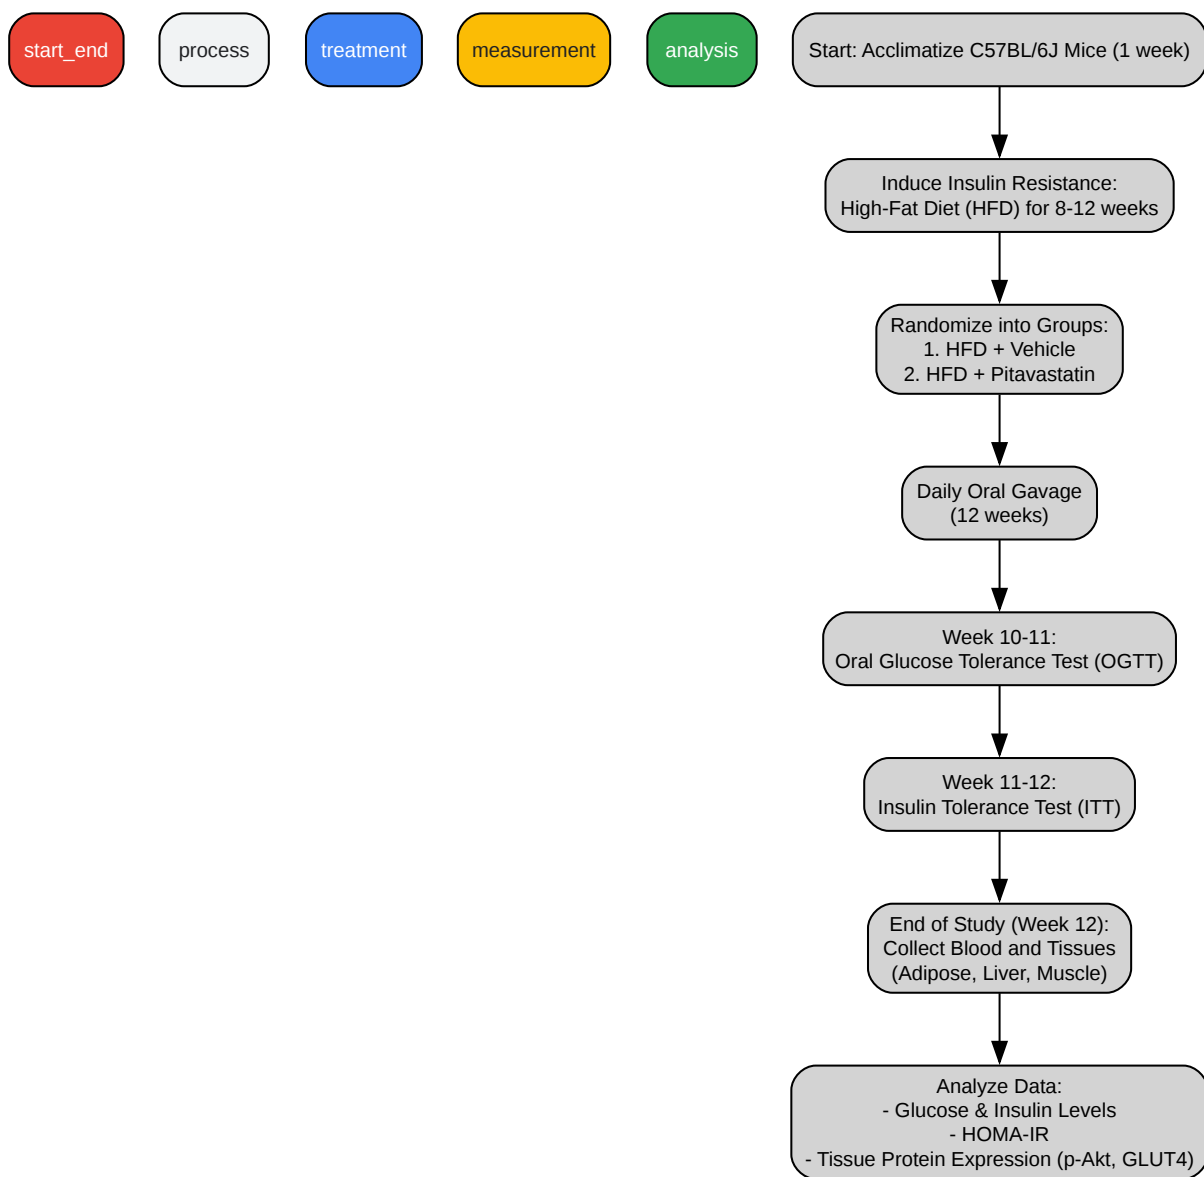 start_end
process
treatment
measurement
analysis
Start: Acclimatize C57BL/6J Mice (1 week)
Induce Insulin Resistance:
High-Fat Diet (HFD) for 8-12 weeks
Randomize into Groups:
1. HFD + Vehicle
2. HFD + Pitavastatin
Daily Oral Gavage
(12 weeks)
Week 10-11:
Oral Glucose Tolerance Test (OGTT)
Week 11-12:
Insulin Tolerance Test (ITT)
End of Study (Week 12):
Collect Blood and Tissues
(Adipose, Liver, Muscle)
Analyze Data:
- Glucose & Insulin Levels
- HOMA-IR
- Tissue Protein Expression (p-Akt, GLUT4)